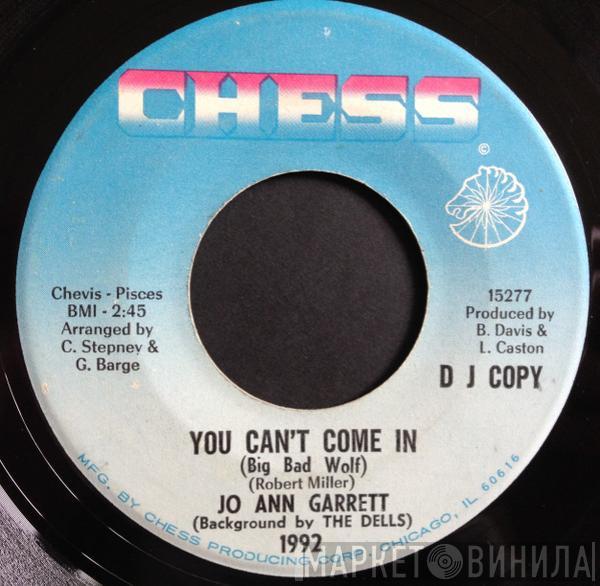 CHESS
©
Chevis - Pisces
BMI - 2:45
Arranged by
C. Stepney &
G. Barge
15277
Produced by
B. Davis &
L. Caston
D J COPY
YOU CAN'T COME IN
(Big Bad Wolf)
(Robert Miller)
JO ANN GARRETT
(Background by THE DELLS)
1992
MFG. BY CHESS PRODUCING CORP. CHICAGO, IL 60616
МАРКЕТ ВИНИЛА